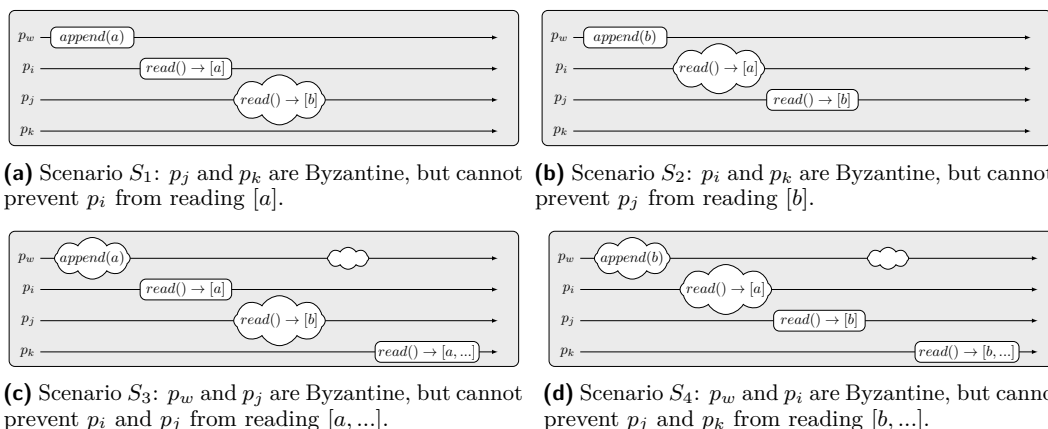 p_w append(a)
p_i read() → [a]
p_j read() → [b]
p_k
(a) Scenario S_1: p_j and p_k are Byzantine, but cannot
prevent p_i from reading [a].
p_w append(b)
p_i read() → [a]
p_j read() → [b]
p_k
(b) Scenario S_2: p_i and p_k are Byzantine, but cannot
prevent p_j from reading [b].
p_w append(a)
p_i read() → [a]
p_j read() → [b]
p_k read() → [a, ...]
(c) Scenario S_3: p_w and p_j are Byzantine, but cannot
prevent p_i and p_j from reading [a, ...].
p_w append(b)
p_i read() → [a]
p_j read() → [b]
p_k read() → [b, ...]
(d) Scenario S_4: p_w and p_i are Byzantine, but canno
prevent p_j and p_k from reading [b, ...].